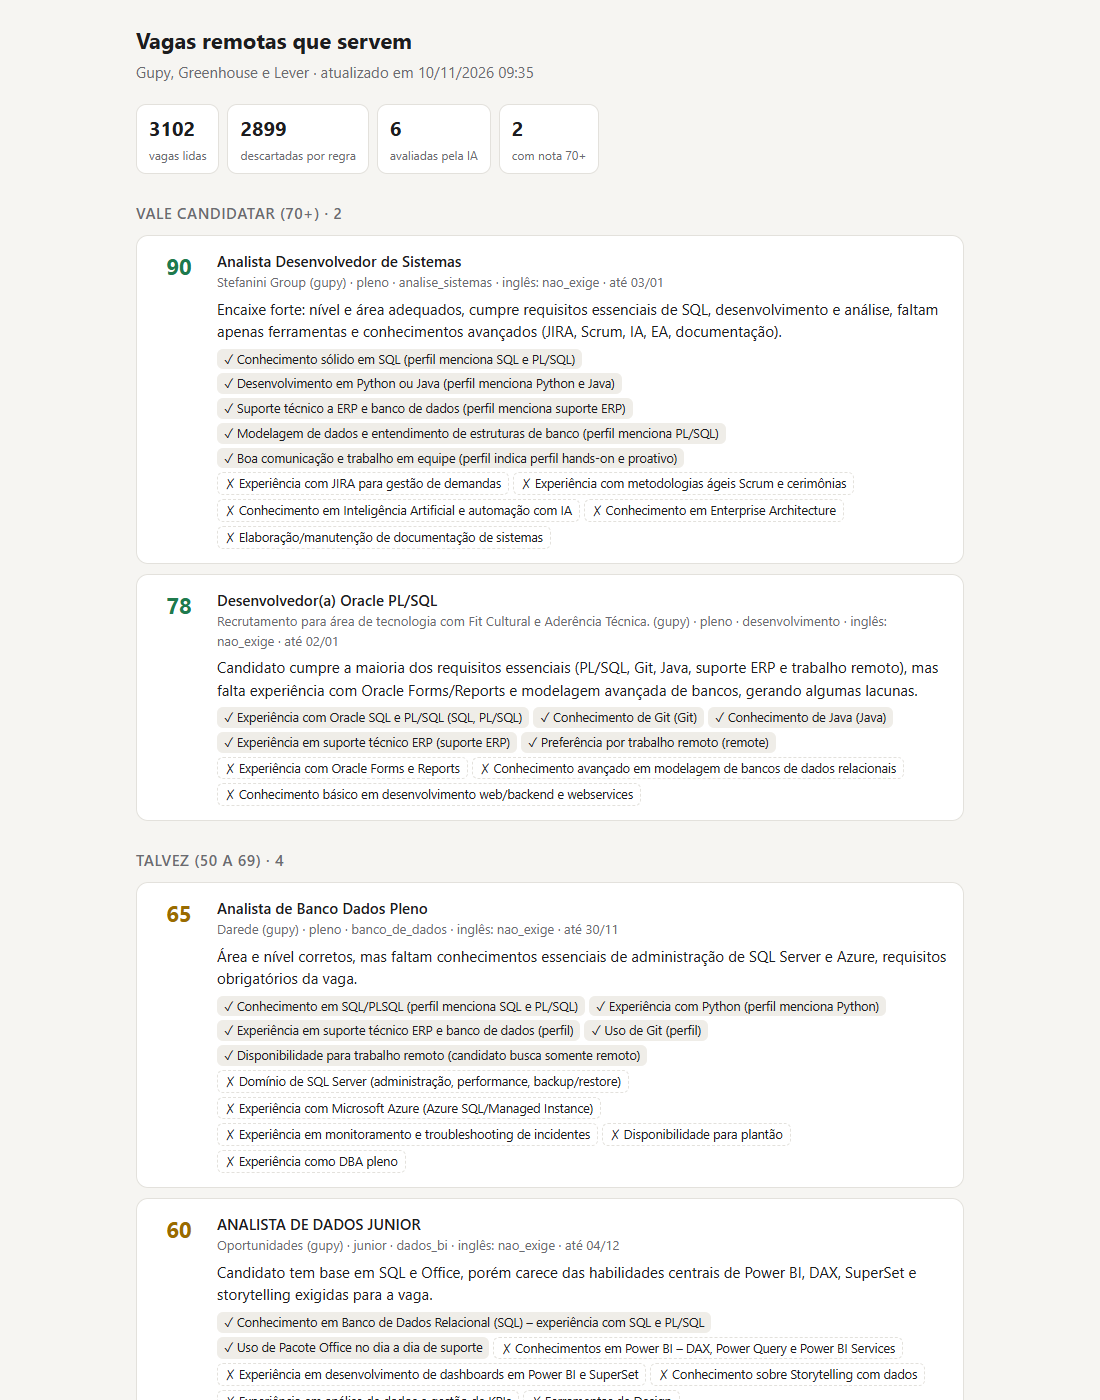 Vagas remotas que servem
Gupy, Greenhouse e Lever · atualizado em 10/11/2026 09:35
3102
vagas lidas
2899
descartadas por regra
6
avaliadas pela IA
2
com nota 70+
VALE CANDIDATAR (70+) · 2
90
Analista Desenvolvedor de Sistemas
Stefanini Group (gupy) · pleno · analise_sistemas · inglês: nao_exige · até 03/01
Encaixe forte: nível e área adequados, cumpre requisitos essenciais de SQL, desenvolvimento e análise, faltam
apenas ferramentas e conhecimentos avançados (JIRA, Scrum, IA, EA, documentação).
✓ Conhecimento sólido em SQL (perfil menciona SQL e PL/SQL)
✓ Desenvolvimento em Python ou Java (perfil menciona Python e Java)
✓ Suporte técnico a ERP e banco de dados (perfil menciona suporte ERP)
✓ Modelagem de dados e entendimento de estruturas de banco (perfil menciona PL/SQL)
✓ Boa comunicação e trabalho em equipe (perfil indica perfil hands-on e proativo)
✗ Experiência com JIRA para gestão de demandas ✗ Experiência com metodologias ágeis Scrum e cerimônias
✗ Conhecimento em Inteligência Artificial e automação com IA ✗ Conhecimento em Enterprise Architecture
✗ Elaboração/manutenção de documentação de sistemas
78
Desenvolvedor(a) Oracle PL/SQL
Recrutamento para área de tecnologia com Fit Cultural e Aderência Técnica. (gupy) · pleno · desenvolvimento · inglês:
nao_exige · até 02/01
Candidato cumpre a maioria dos requisitos essenciais (PL/SQL, Git, Java, suporte ERP e trabalho remoto), mas
falta experiência com Oracle Forms/Reports e modelagem avançada de bancos, gerando algumas lacunas.
✓ Experiência com Oracle SQL e PL/SQL (SQL, PL/SQL) ✓ Conhecimento de Git (Git) ✓ Conhecimento de Java (Java)
✓ Experiência em suporte técnico ERP (suporte ERP) ✓ Preferência por trabalho remoto (remote)
✗ Experiência com Oracle Forms e Reports ✗ Conhecimento avançado em modelagem de bancos de dados relacionais
✗ Conhecimento básico em desenvolvimento web/backend e webservices
TALVEZ (50 A 69) · 4
65
Analista de Banco Dados Pleno
Darede (gupy) · pleno · banco_de_dados · inglês: nao_exige · até 30/11
Área e nível corretos, mas faltam conhecimentos essenciais de administração de SQL Server e Azure, requisitos
obrigatórios da vaga.
✓ Conhecimento em SQL/PLSQL (perfil menciona SQL e PL/SQL) ✓ Experiência com Python (perfil menciona Python)
✓ Experiência em suporte técnico ERP e banco de dados (perfil) ✓ Uso de Git (perfil)
✓ Disponibilidade para trabalho remoto (candidato busca somente remoto)
✗ Domínio de SQL Server (administração, performance, backup/restore)
✗ Experiência com Microsoft Azure (Azure SQL/Managed Instance)
✗ Experiência em monitoramento e troubleshooting de incidentes ✗ Disponibilidade para plantão
✗ Experiência como DBA pleno
60
ANALISTA DE DADOS JUNIOR
Oportunidades (gupy) · junior · dados_bi · inglês: nao_exige · até 04/12
Candidato tem base em SQL e Office, porém carece das habilidades centrais de Power BI, DAX, SuperSet e
storytelling exigidas para a vaga.
✓ Conhecimento em Banco de Dados Relacional (SQL) – experiência com SQL e PL/SQL
✓ Uso de Pacote Office no dia a dia de suporte ✗ Conhecimentos em Power BI – DAX, Power Query e Power BI Services
✗ Experiência em desenvolvimento de dashboards em Power BI e SuperSet ✗ Conhecimento sobre Storytelling com dados